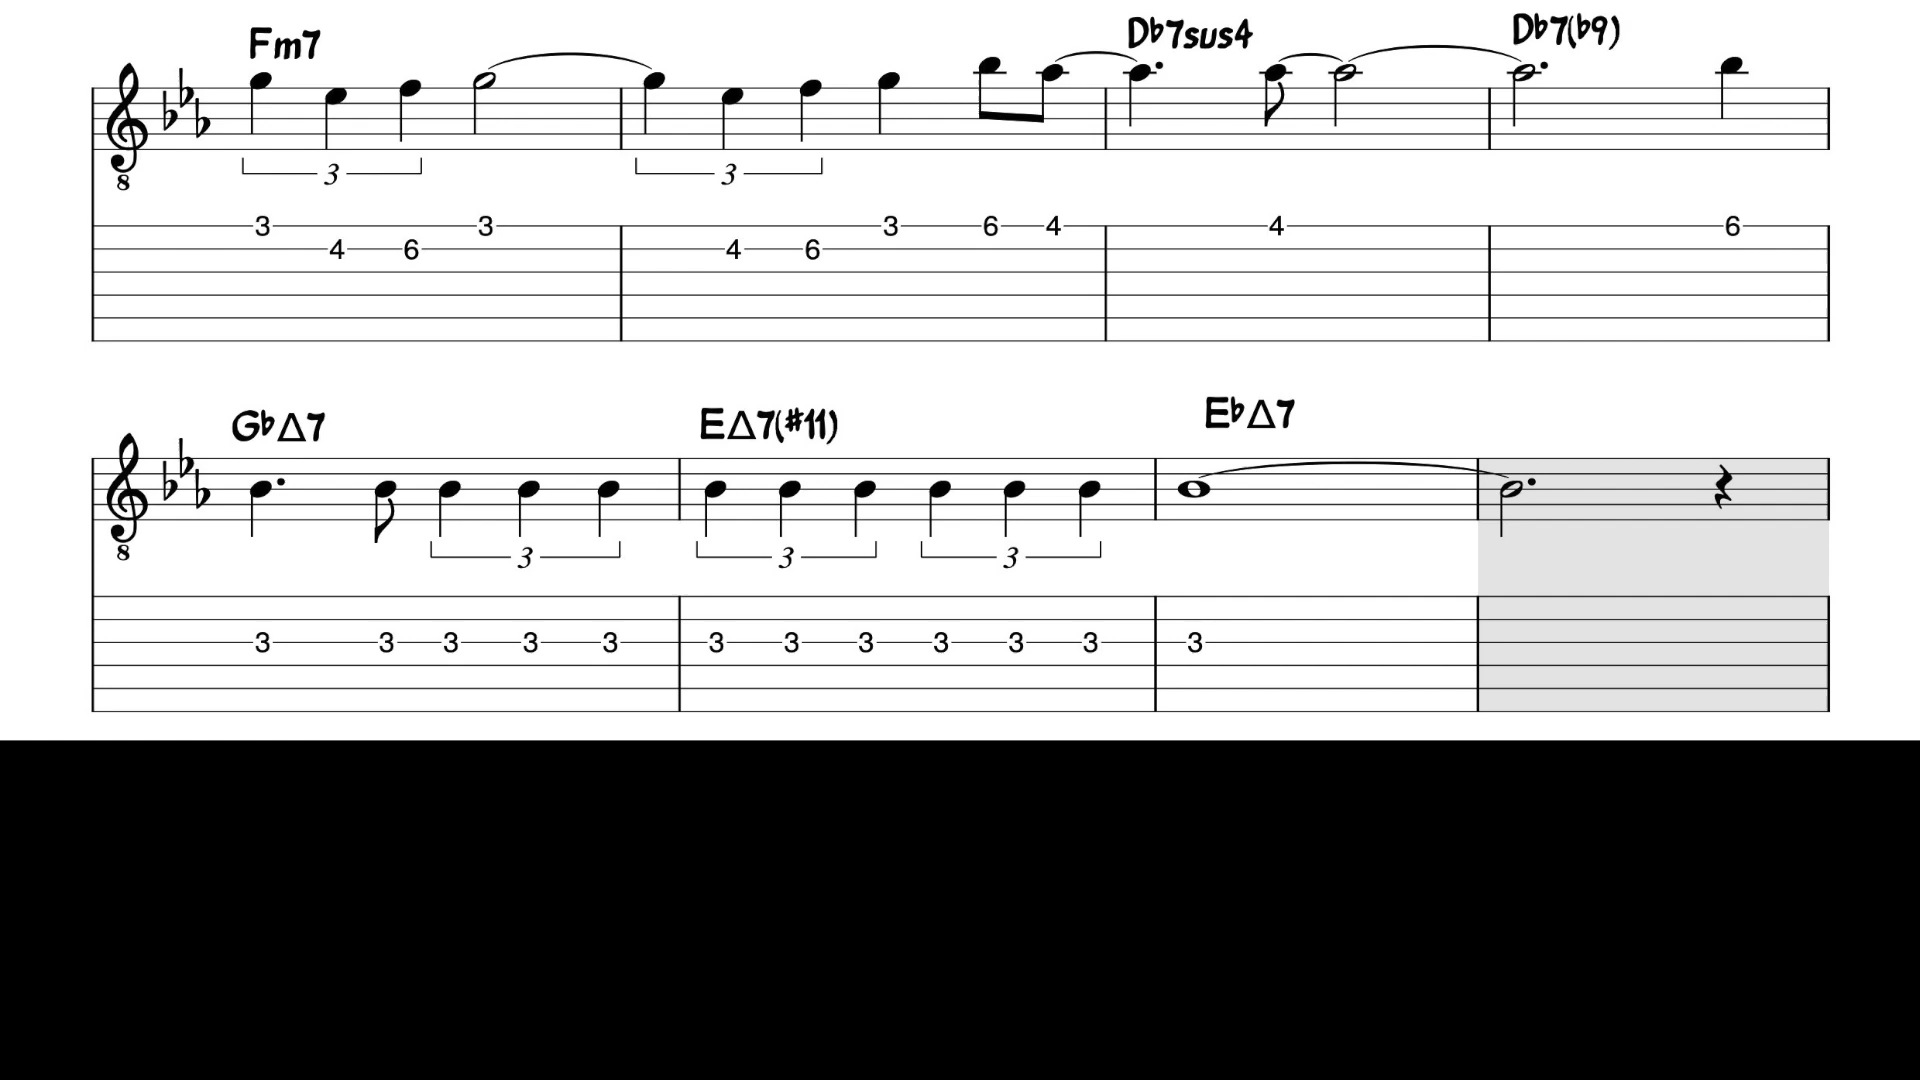 Fm7 Db7sus4 Db7(b9)
8
3 3
3 4 6 3 4 6 3 6 4 4 6
Gb△7 E△7(#11) Eb△7
8
3 3 3
3 3 3 3 3 3 3 3 3 3 3 3